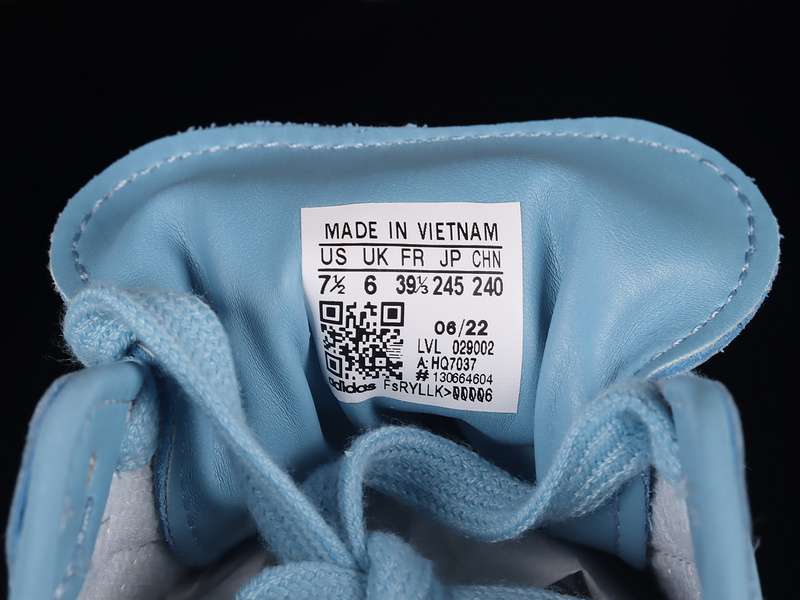 MADE IN VIETNAM
US UK FR JP CHN
7½ 6 39⅓ 245 240
06/22
LVL 029002
A:HQ7037
# 130664604
adidas FsRYLLK>00006